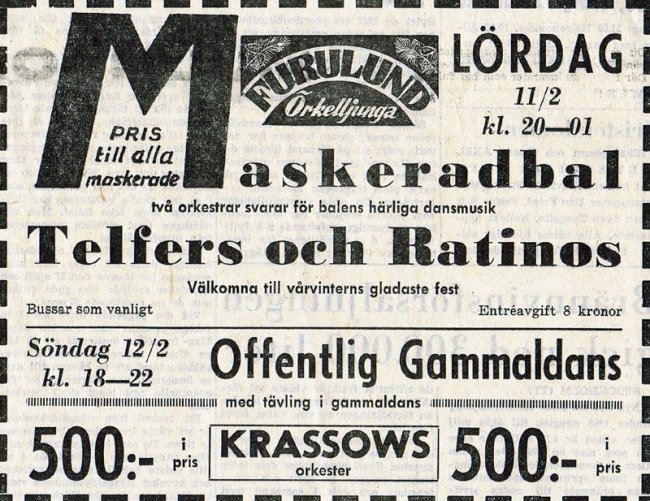 FURULUND
Örkelljunga
LÖRDAG
11/2
kl. 20—01
PRIS
till alla
maskerade
Maskeradbal
två orkestrar svarar för balens härliga dansmusik
Telfers och Ratinos
Välkomna till vårvinterns gladaste fest
Bussar som vanligt
Entréavgift 8 kronor
Söndag 12/2
kl. 18—22
Offentlig Gammaldans
med tävling i gammaldans
500:- i pris
KRASSOWS
orkester
500:- i pris